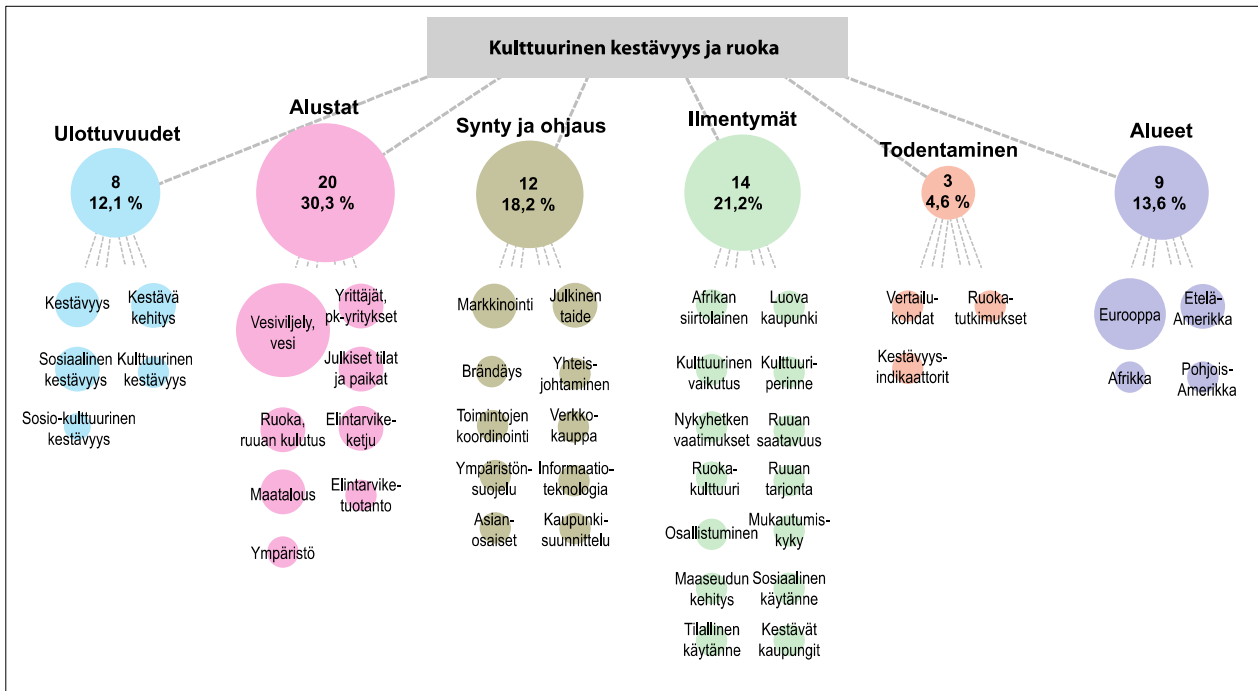 Kulttuurinen kestävyys ja ruoka
Ulottuvuudet
8
12,1 %
Kestävyys
Kestävä
kehitys
Sosiaalinen
kestävyys
Kulttuurinen
kestävyys
Sosio-kulttuurinen
kestävyys
Alustat
20
30,3 %
Vesiviljely,
vesi
Yrittäjät,
pk-yritykset
Julkiset tilat
ja paikat
Ruoka,
ruuan kulutus
Elintarvike-
ketju
Maatalous
Elintarvike-
tuotanto
Ympäristö
Synty ja ohjaus
12
18,2 %
Markkinointi
Julkinen
taide
Brändäys
Yhteis-
johtaminen
Toimintojen
koordinointi
Verkko-
kauppa
Ympäristön-
suojelu
Informaatio-
teknologia
Asian-
osaiset
Kaupunki-
suunnittelu
Ilmentymät
14
21,2%
Afrikan
siirtolainen
Luova
kaupunki
Kulttuurinen
vaikutus
Kulttuuri-
perinne
Nykyhetken
vaatimukset
Ruuan
saatavuus
Ruoka-
kulttuuri
Ruuan
tarjonta
Osallistuminen
Mukautumis-
kyky
Maaseudun
kehitys
Sosiaalinen
käytänne
Tilallinen
käytänne
Kestävät
kaupungit
Todentaminen
3
4,6 %
Vertailu-
kohdat
Ruoka-
tutkimukset
Kestävyys-
indikaattorit
Alueet
9
13,6 %
Eurooppa
Etelä-
Amerikka
Afrikka
Pohjois-
Amerikka